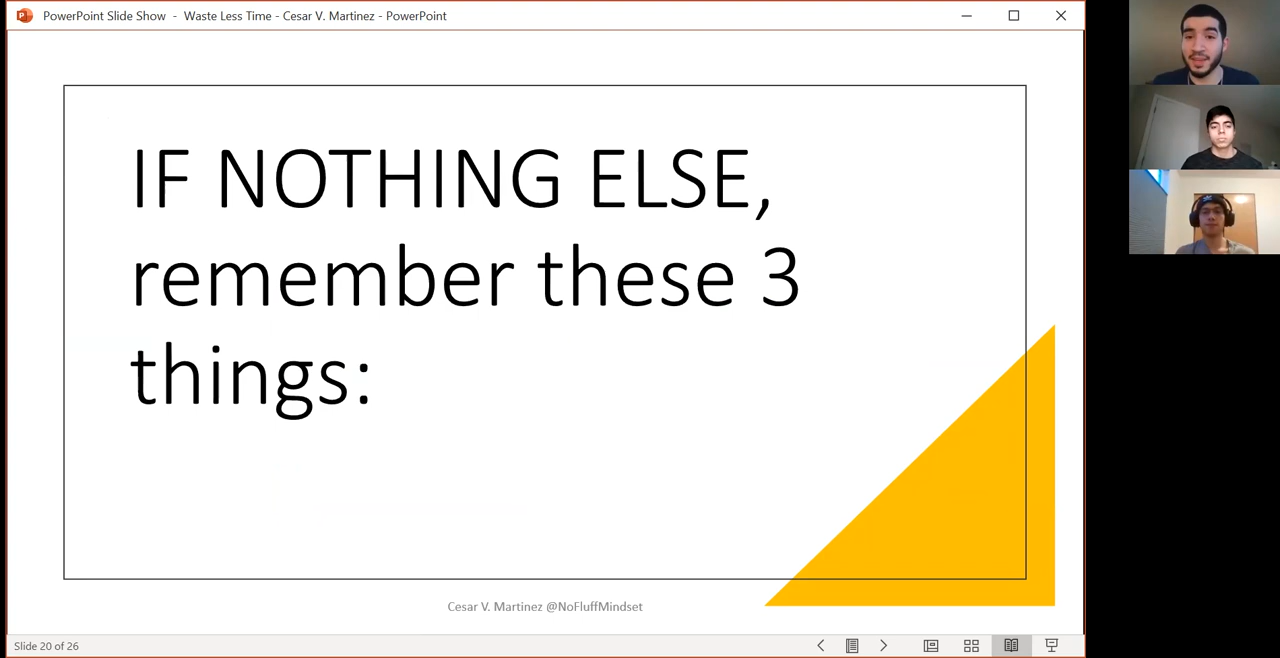 PowerPoint Slide Show - Waste Less Time - Cesar V. Martinez - PowerPoint
IF NOTHING ELSE,
remember these 3
things:
Cesar V. Martinez @NoFluffMindset
Slide 20 of 26